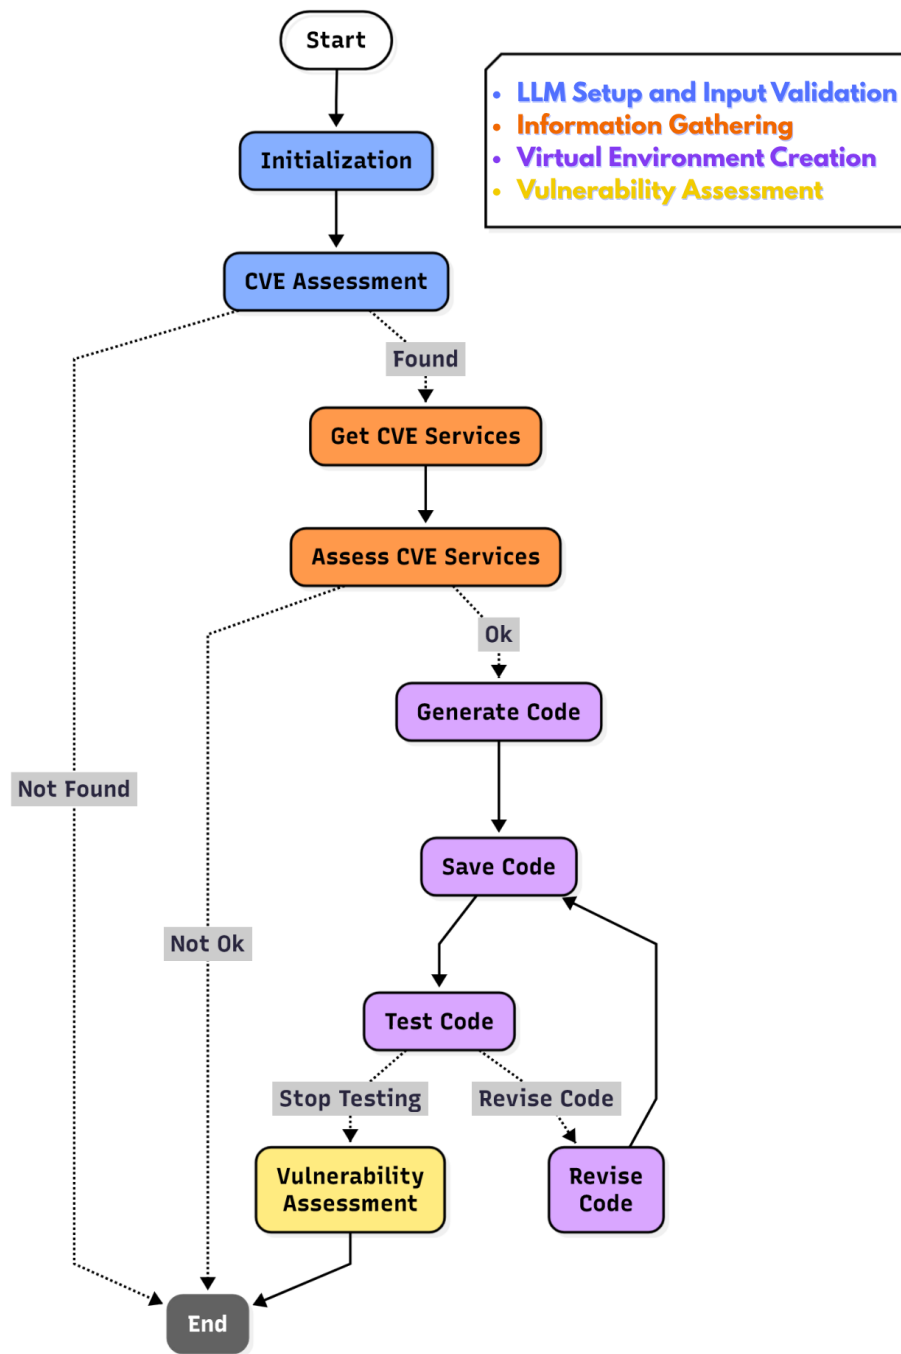 Start
LLM Setup and Input Validation
Information Gathering
Virtual Environment Creation
Vulnerability Assessment
Initialization
CVE Assessment
Found
Get CVE Services
Assess CVE Services
Ok
Generate Code
Not Found
Save Code
Not Ok
Test Code
Stop Testing
Revise Code
Vulnerability
Assessment
Revise
Code
End